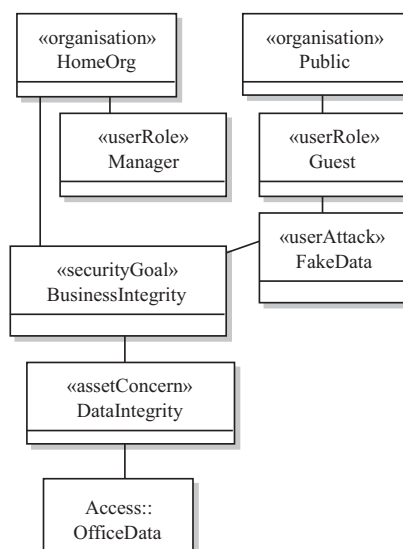 «organisation»
HomeOrg
«organisation»
Public
«userRole»
Manager
«userRole»
Guest
«userAttack»
FakeData
«securityGoal»
BusinessIntegrity
«assetConcern»
DataIntegrity
Access::
OfficeData